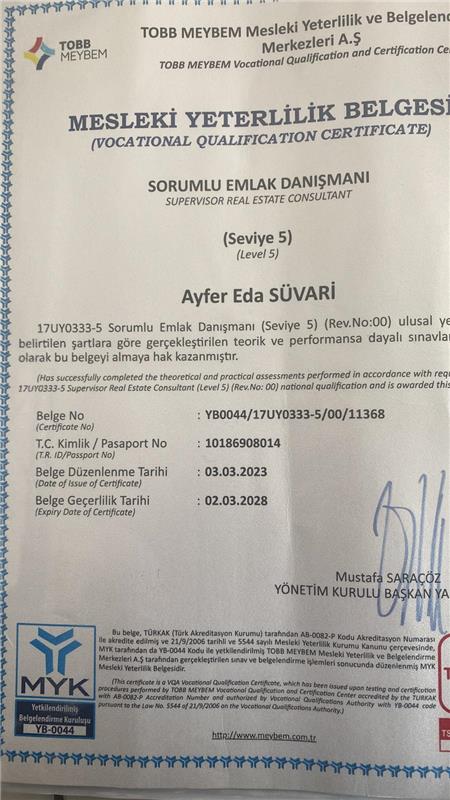 TOBB
MEYBEM
TOBB MEYBEM Mesleki Yeterlilik ve Belgelend
Merkezleri A.Ş
TOBB MEYBEM Vocational Qualification and Certification Ce
MESLEKİ YETERLİLİK BELGESİ
(VOCATIONAL QUALIFICATION CERTIFICATE)
SORUMLU EMLAK DANIŞMANI
SUPERVISOR REAL ESTATE CONSULTANT
(Seviye 5)
(Level 5)
Ayfer Eda SÜVARİ
17UY0333-5 Sorumlu Emlak Danışmanı (Seviye 5) (Rev.No:00) ulusal ye
belirtilen şartlara göre gerçekleştirilen teorik ve performansa dayalı sınavlar
olarak bu belgeyi almaya hak kazanmıştır.
(Has successfully completed the theoretical and practical assessments performed in accordance with requ
17UY0333-5 Supervisor Real Estate Consultant (Level 5) (Rev.No: 00) national qualification and is awarded this
Belge No : YB0044/17UY0333-5/00/11368
(Certificate No)
T.C. Kimlik / Pasaport No : 10186908014
(T.R. ID/Passport No)
Belge Düzenlenme Tarihi : 03.03.2023
(Date of Issue of Certificate)
Belge Geçerlilik Tarihi : 02.03.2028
(Expiry Date of Certificate)
Mustafa SARAÇÖZ
YÖNETİM KURULU BAŞKAN YA
Bu belge, TÜRKAK (Türk Akreditasyon Kurumu) tarafından AB-0082-P Kodu Akreditasyon Numarası
ile akredite edilmiş ve 21/9/2006 tarihli ve 5544 sayılı Mesleki Yeterlilik Kurumu Kanunu çerçevesinde,
MYK tarafından da YB-0044 Kodu ile yetkilendirilmiş TOBB MEYBEM Mesleki Yeterlilik ve Belgelendirme
Merkezleri A.Ş tarafından gerçekleştirilen sınav ve belgelendirme işlemleri sonucunda düzenlenmiş MYK
Mesleki Yeterlilik Belgesidir.
(This certificate is a VQA Vocational Qualification Certificate, which has been issued upon testing and certification
procedures performed by TOBB MEYBEM Vocational Qualification and Certification Center accredited by the TURKAK
with AB-0082-P Accreditation Number and authorized by Vocational Qualifications Authority with YB-0044 code
pursuant to the Law No. 5544 of 21/9/2006 on the Vocational Qualifications Authority.)
MYK
Yetkilendirilmiş
Belgelendirme Kuruluşu
YB-0044
http://www.meybem.com.tr
T
TS